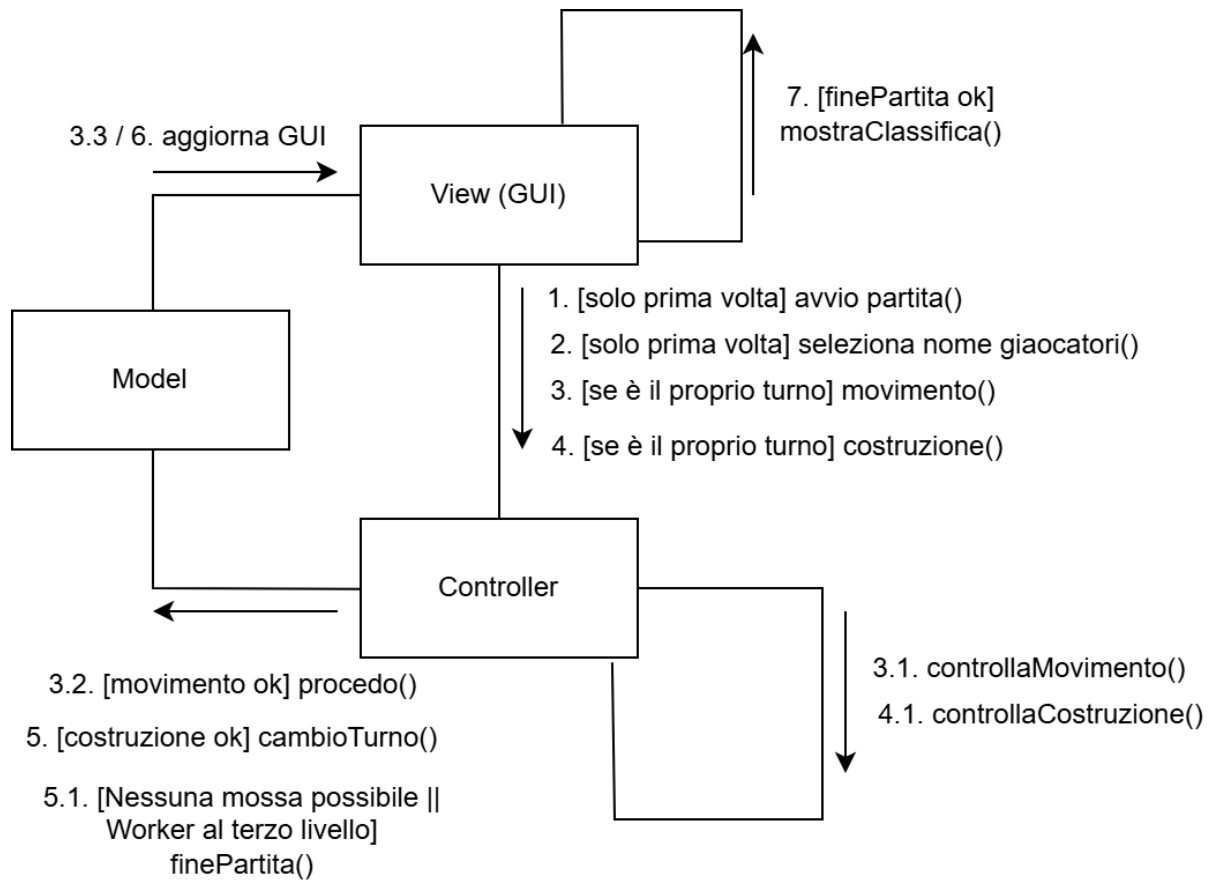 7. [finePartita ok]
mostraClassifica()
3.3 / 6. aggiorna GUI
View (GUI)
1. [solo prima volta] avvio partita()
2. [solo prima volta] seleziona nome giaocatori()
3. [se è il proprio turno] movimento()
4. [se è il proprio turno] costruzione()
Model
Controller
3.2. [movimento ok] procedo()
5. [costruzione ok] cambioTurno()
5.1. [Nessuna mossa possibile ||
Worker al terzo livello]
finePartita()
3.1. controllaMovimento()
4.1. controllaCostruzione()